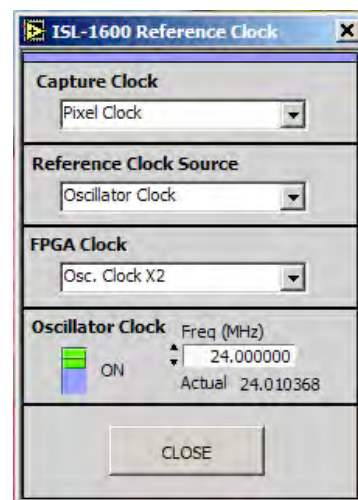 ISL-1600 Reference Clock
Capture Clock
Pixel Clock
Reference Clock Source
Oscillator Clock
FPGA Clock
Osc. Clock X2
Oscillator Clock Freq (MHz)
24.000000
ON
Actual 24.010368
CLOSE